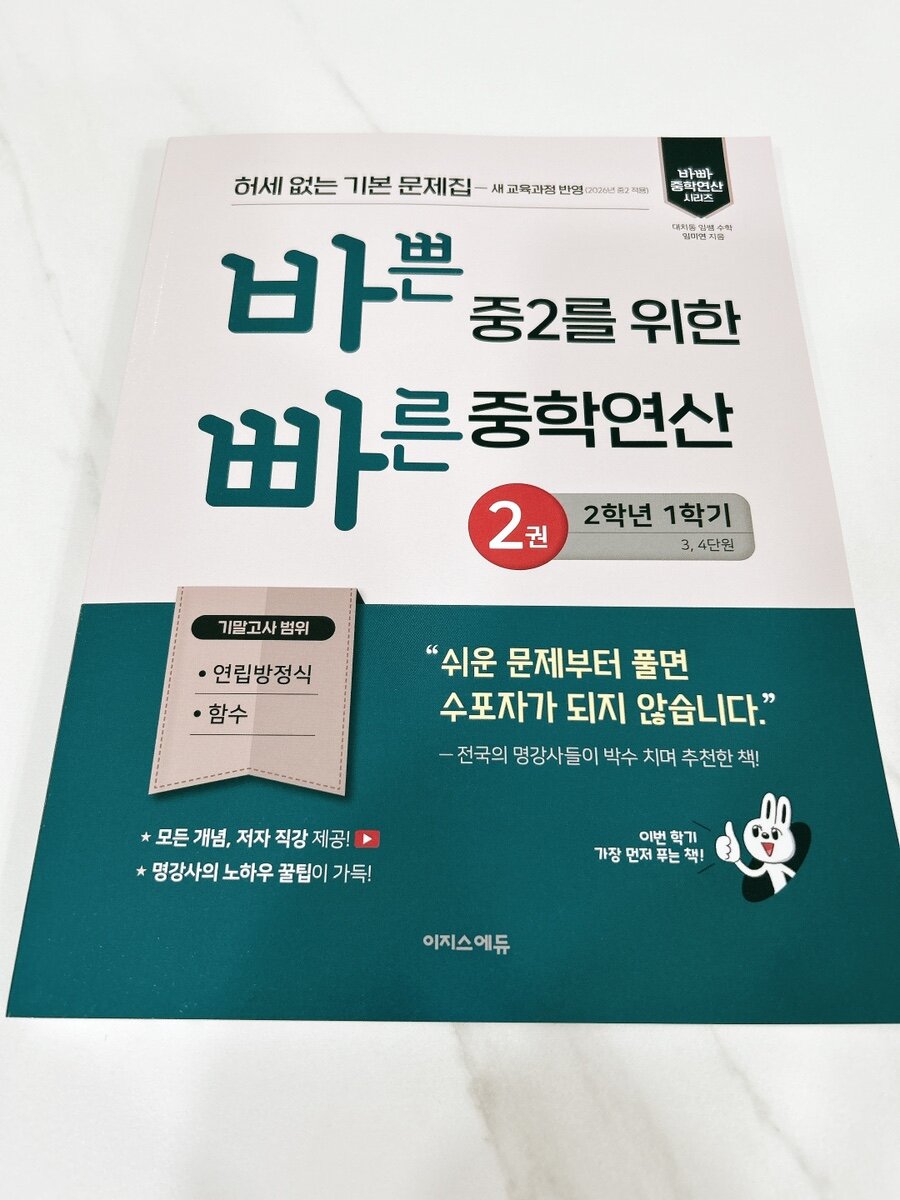 허세 없는 기본 문제집 — 새 교육과정 반영 (2026년 중2 적용)
바빠
중학연산
시리즈
대치동 임쌤 수학
임미연 지음
바쁜 중2를 위한
빠른 중학연산
2권 2학년 1학기
3, 4단원
기말고사 범위
• 연립방정식
• 함수
“쉬운 문제부터 풀면
수포자가 되지 않습니다.”
— 전국의 명강사들이 박수 치며 추천한 책!
★ 모든 개념, 저자 직강 제공!
★ 명강사의 노하우 꿀팁이 가득!
이번 학기
가장 먼저 푸는 책!
이지스에듀